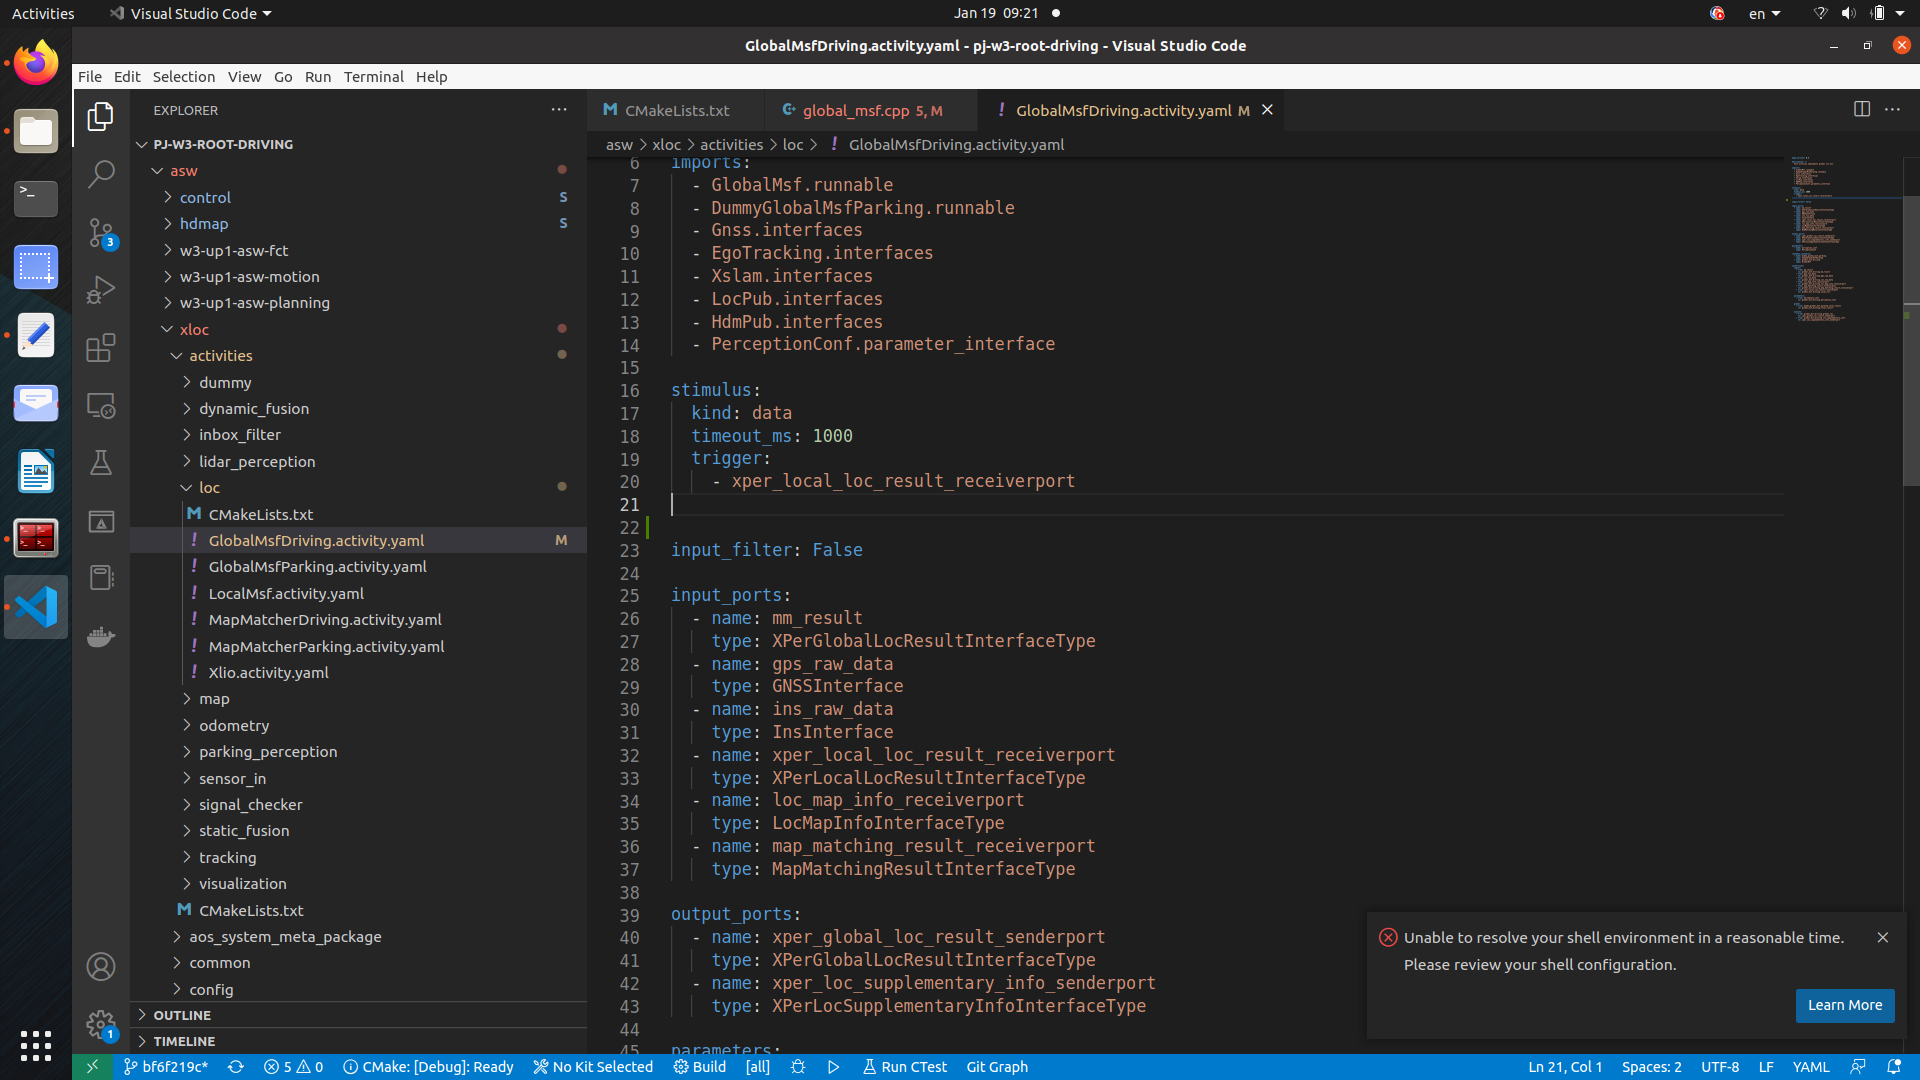 Activities
Visual Studio Code
Jan 19 09:21
en
GlobalMsfDriving.activity.yaml - pj-w3-root-driving - Visual Studio Code
File Edit Selection View Go Run Terminal Help
EXPLORER
PJ-W3-ROOT-DRIVING
asw
control S
hdmap S
w3-up1-asw-fct
w3-up1-asw-motion
w3-up1-asw-planning
xloc
activities
dummy
dynamic_fusion
inbox_filter
lidar_perception
loc
CMakeLists.txt
GlobalMsfDriving.activity.yaml M
GlobalMsfParking.activity.yaml
LocalMsf.activity.yaml
MapMatcherDriving.activity.yaml
MapMatcherParking.activity.yaml
Xlio.activity.yaml
map
odometry
parking_perception
sensor_in
signal_checker
static_fusion
tracking
visualization
CMakeLists.txt
aos_system_meta_package
common
config
OUTLINE
TIMELINE
3
1
CMakeLists.txt
global_msf.cpp 5, M
GlobalMsfDriving.activity.yaml M
asw > xloc > activities > loc > ! GlobalMsfDriving.activity.yaml
6 imports:
7 - GlobalMsf.runnable
8 - DummyGlobalMsfParking.runnable
9 - Gnss.interfaces
10 - EgoTracking.interfaces
11 - Xslam.interfaces
12 - LocPub.interfaces
13 - HdmPub.interfaces
14 - PerceptionConf.parameter_interface
15
16 stimulus:
17 kind: data
18 timeout_ms: 1000
19 trigger:
20 - xper_local_loc_result_receiverport
21
22
23 input_filter: False
24
25 input_ports:
26 - name: mm_result
27 type: XPerGlobalLocResultInterfaceType
28 - name: gps_raw_data
29 type: GNSSInterface
30 - name: ins_raw_data
31 type: InsInterface
32 - name: xper_local_loc_result_receiverport
33 type: XPerLocalLocResultInterfaceType
34 - name: loc_map_info_receiverport
35 type: LocMapInfoInterfaceType
36 - name: map_matching_result_receiverport
37 type: MapMatchingResultInterfaceType
38
39 output_ports:
40 - name: xper_global_loc_result_senderport
41 type: XPerGlobalLocResultInterfaceType
42 - name: xper_loc_supplementary_info_senderport
43 type: XPerLocSupplementaryInfoInterfaceType
44
45 parameters:
Unable to resolve your shell environment in a reasonable time.
Please review your shell configuration.
Learn More
bf6f219c* 5 0 CMake: [Debug]: Ready No Kit Selected Build [all] Run CTest Git Graph
Ln 21, Col 1 Spaces: 2 UTF-8 LF YAML